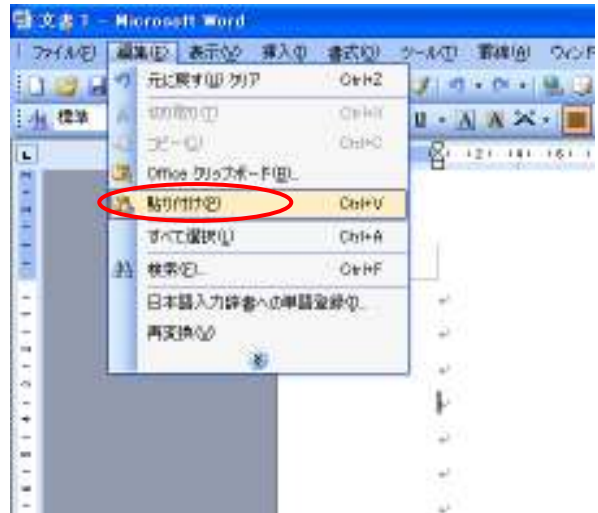 文書 1 - Microsoft Word
ファイル(E) 編集(E) 表示(V) 挿入(I) 書式(O) ツール(T) 罫線(A) ウィンド
元に戻す(U) クリア Ctrl+Z
標準 切り取り(T) Ctrl+X
コピー(C) Ctrl+C
Office クリップボード(B)...
貼り付け(P) Ctrl+V
すべて選択(L) Ctrl+A
検索(F)... Ctrl+F
日本語入力辞書への単語登録(I)...
再変換(V)